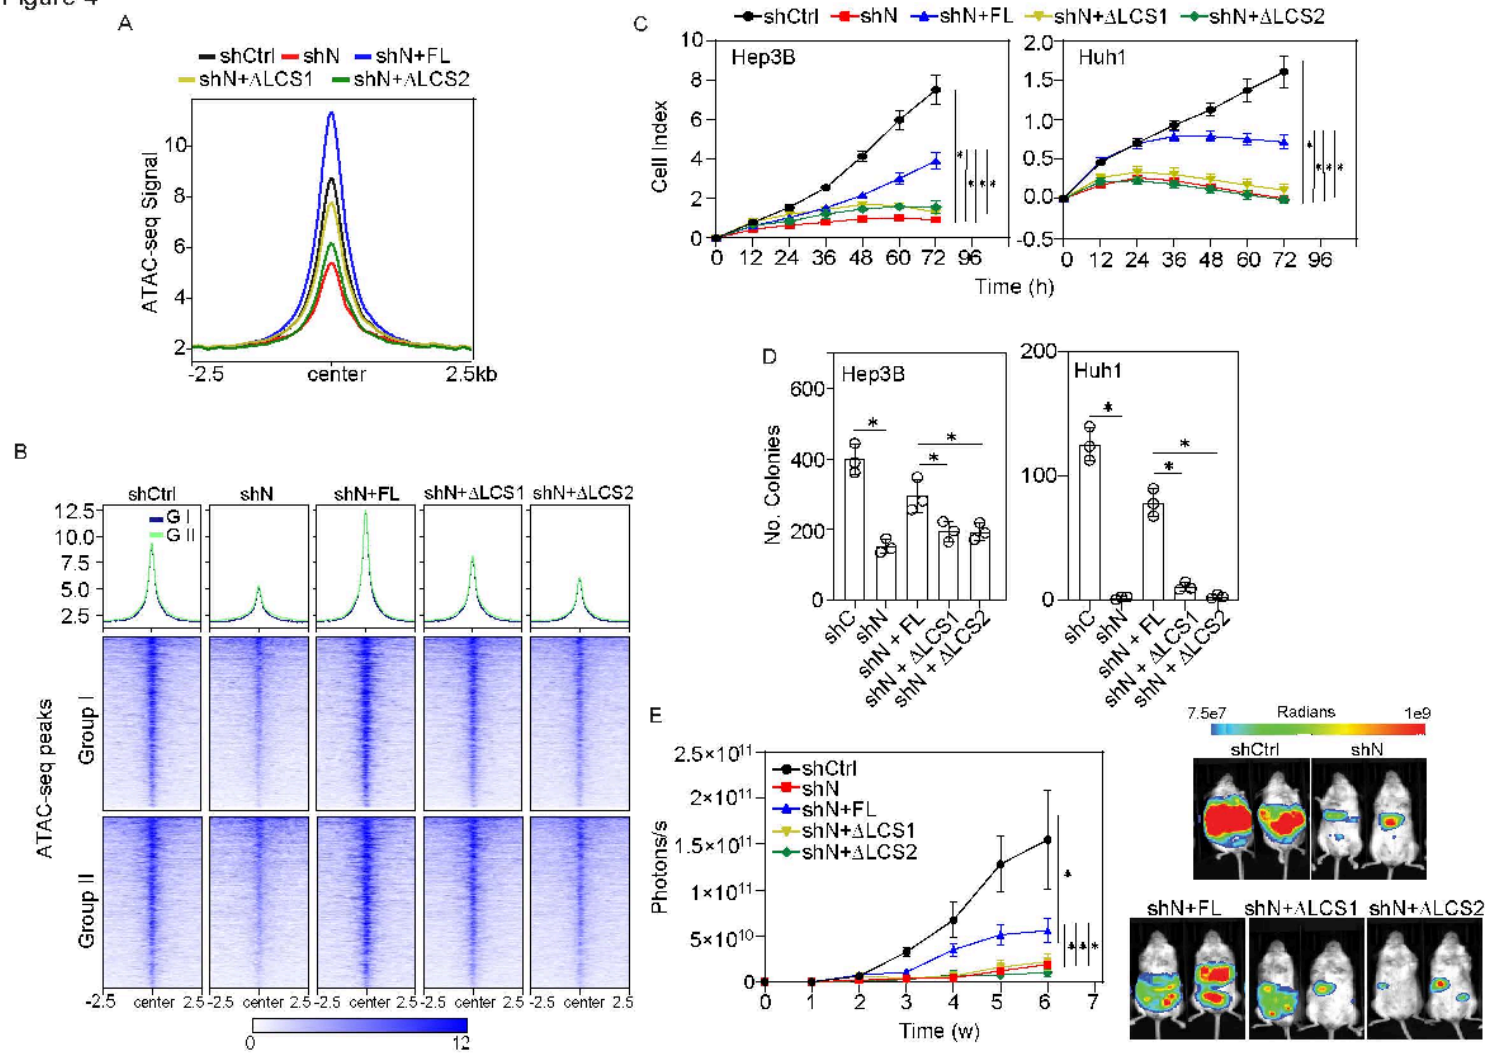 Figure 4
A
shCtrl shN shN+FL
shN+ΔLCS1 shN+ΔLCS2
ATAC-seq Signal
10
8
6
4
2
-2.5 center 2.5kb
B
shCtrl shN shN+FL shN+ΔLCS1 shN+ΔLCS2
G I
G II
12.5
10.0
7.5
5.0
2.5
ATAC-seq peaks
Group I
Group II
-2.5 center 2.5 -2.5 center 2.5 -2.5 center 2.5 -2.5 center 2.5 -2.5 center 2.5
0 12
C
shCtrl shN shN+FL shN+ΔLCS1 shN+ΔLCS2
Hep3B
Cell Index
10
8
6
4
2
0
0 12 24 36 48 60 72 96
* * * *
Huh1
2.0
1.5
1.0
0.5
0.0
-0.5
0 12 24 36 48 60 72 96
* * * *
Time (h)
D
Hep3B
No. Colonies
600
400
200
0
* * *
shC shN shN + FL shN + ΔLCS1 shN + ΔLCS2
Huh1
200
100
0
* * *
shC shN shN + FL shN + ΔLCS1 shN + ΔLCS2
E
Photons/s
2.5×10¹¹
2×10¹¹
1.5×10¹¹
1×10¹¹
5×10¹⁰
0
shCtrl
shN
shN+FL
shN+ΔLCS1
shN+ΔLCS2
* * * *
0 1 2 3 4 5 6 7
Time (w)
7.5e7 Radians 1e9
shCtrl shN
shN+FL shN+ΔLCS1 shN+ΔLCS2